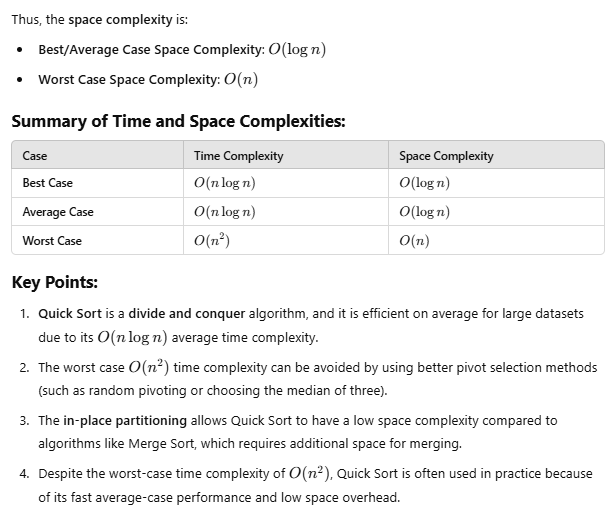 Thus, the space complexity is:
• Best/Average Case Space Complexity: O(log n)
• Worst Case Space Complexity: O(n)
Summary of Time and Space Complexities:
Case Time Complexity Space Complexity
Best Case O(n log n) O(log n)
Average Case O(n log n) O(log n)
Worst Case O(n²) O(n)
Key Points:
1. Quick Sort is a divide and conquer algorithm, and it is efficient on average for large datasets
due to its O(n log n) average time complexity.
2. The worst case O(n²) time complexity can be avoided by using better pivot selection methods
(such as random pivoting or choosing the median of three).
3. The in-place partitioning allows Quick Sort to have a low space complexity compared to
algorithms like Merge Sort, which requires additional space for merging.
4. Despite the worst-case time complexity of O(n²), Quick Sort is often used in practice because
of its fast average-case performance and low space overhead.